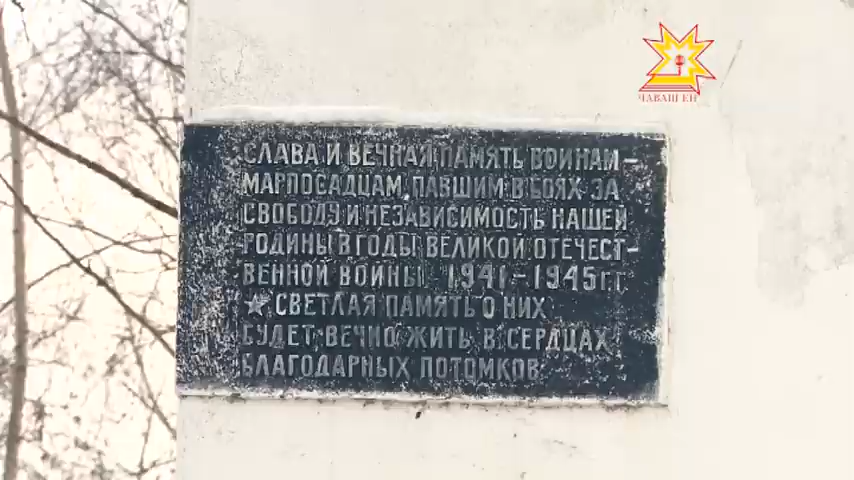 ЧӐВАШ ЕН
СЛАВА И ВЕЧНАЯ ПАМЯТЬ ВОИНАМ –
МАРПОСАДЦАМ, ПАВШИМ В БОЯХ ЗА
СВОБОДУ И НЕЗАВИСИМОСТЬ НАШЕЙ
РОДИНЫ В ГОДЫ ВЕЛИКОЙ ОТЕЧЕСТ-
ВЕННОЙ ВОЙНЫ 1941-1945 Г.Г.
★ СВЕТЛАЯ ПАМЯТЬ О НИХ
БУДЕТ ВЕЧНО ЖИТЬ В СЕРДЦАХ
БЛАГОДАРНЫХ ПОТОМКОВ.